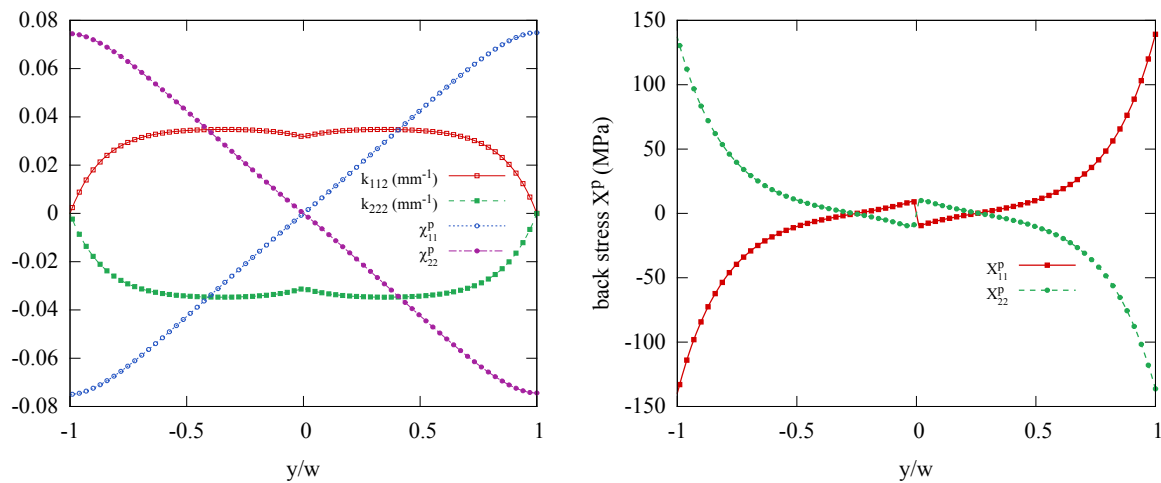 0.08
0.06
0.04
0.02
0
-0.02
-0.04
-0.06
-0.08
-1
-0.5
0
0.5
1
y/w
k₁₁₂ (mm⁻¹)
k₂₂₂ (mm⁻¹)
χᵖ₁₁
χᵖ₂₂
back stress Xᵖ (MPa)
150
100
50
0
-50
-100
-150
-1
-0.5
0
0.5
1
y/w
Xᵖ₁₁
Xᵖ₂₂